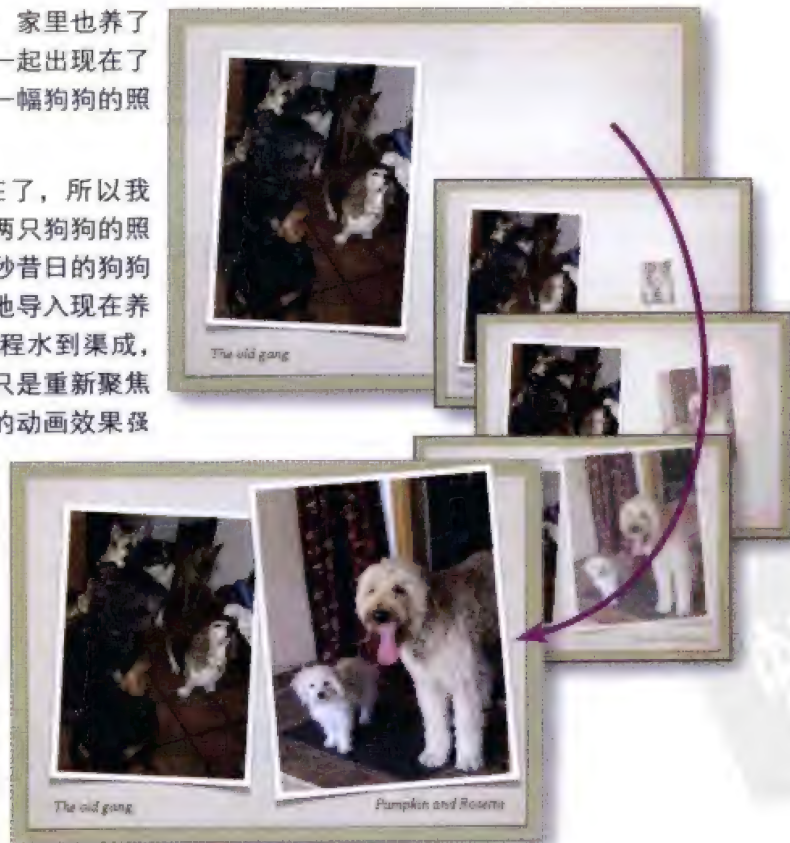 家里也养了
一起出现在了
一幅狗狗的照
在了，所以我
两只狗狗的照
秒昔日的狗狗
地导入现在养
程水到渠成，
只是重新聚焦
的动画效果强
The old gang
The old gang
Pumpkin and Rosetta